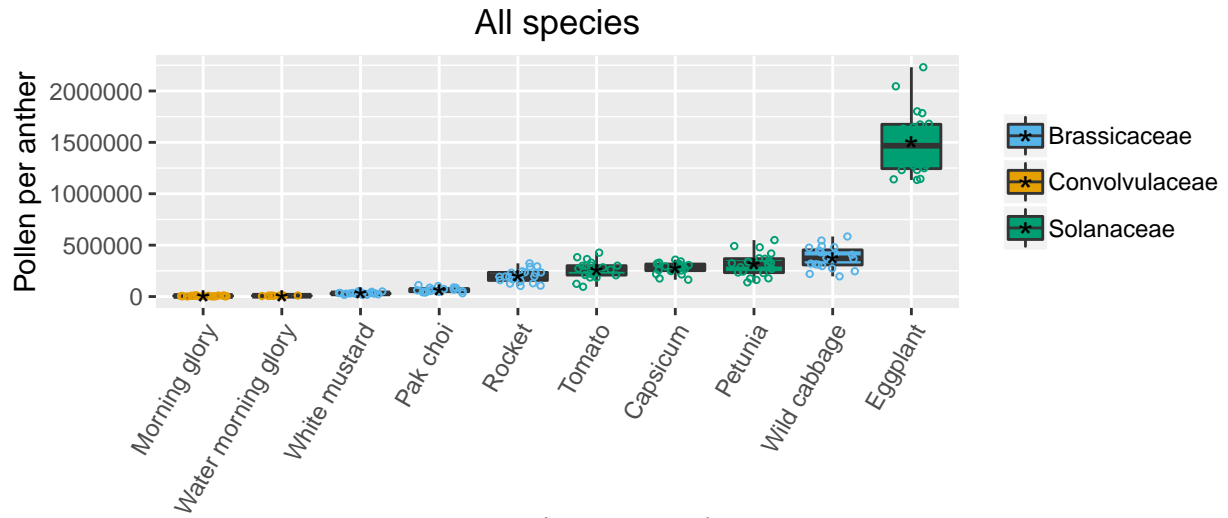 All species
Pollen per anther
2000000
1500000
1000000
500000
0
Morning glory
Water morning glory
White mustard
Pak choi
Rocket
Tomato
Capsicum
Petunia
Wild cabbage
Eggplant
Brassicaceae
Convolvulaceae
Solanaceae